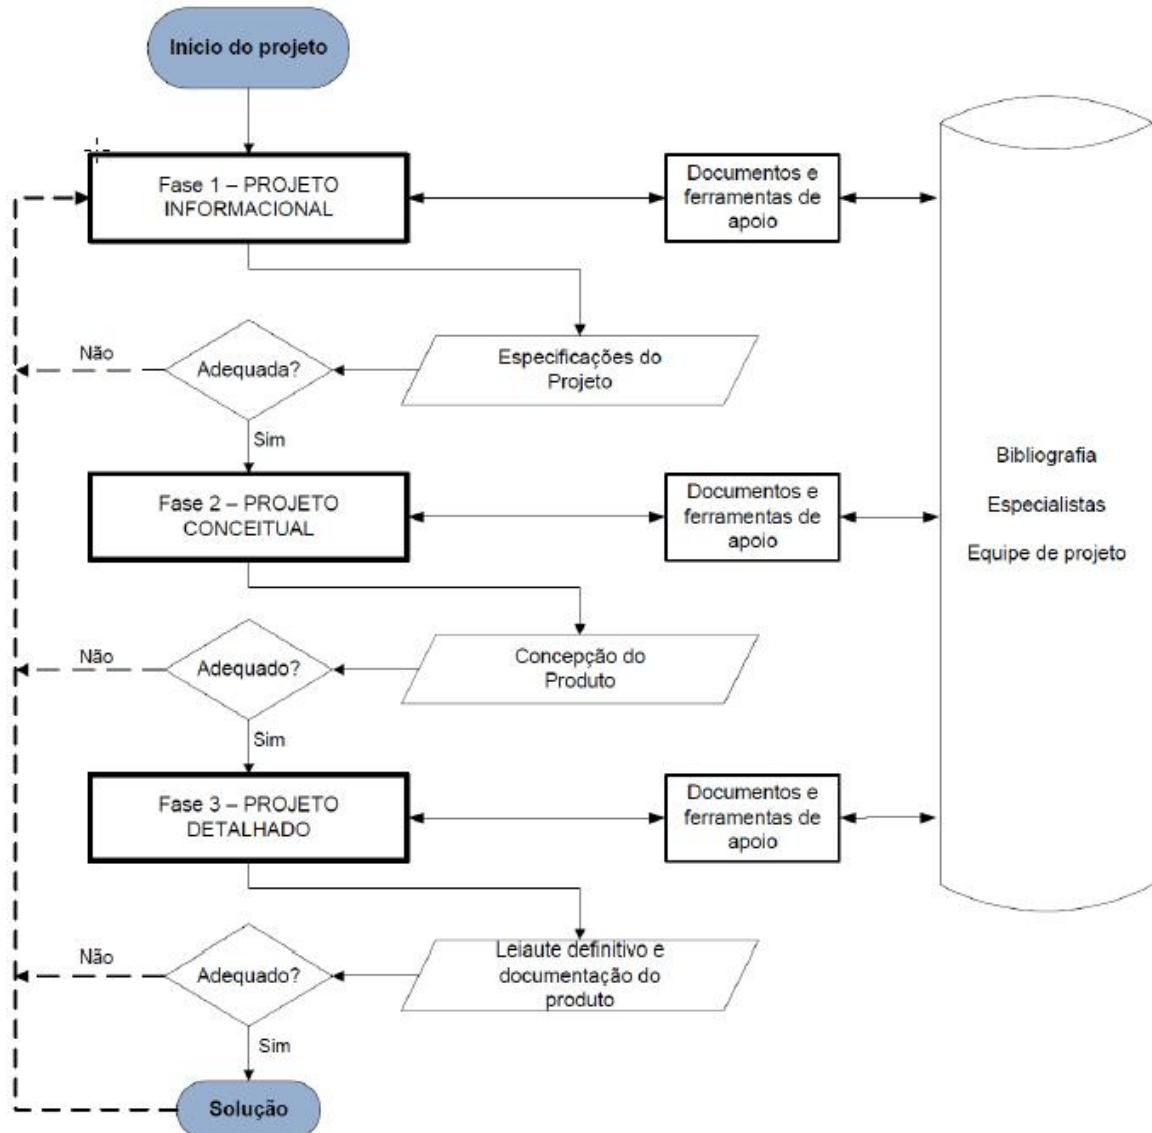 Início do projeto
Fase 1 – PROJETO
INFORMACIONAL
Documentos e
ferramentas de
apoio
Não
Adequada?
Especificações do
Projeto
Sim
Fase 2 – PROJETO
CONCEITUAL
Documentos e
ferramentas de
apoio
Bibliografia
Especialistas
Equipe de projeto
Não
Adequado?
Concepção do
Produto
Sim
Fase 3 – PROJETO
DETALHADO
Documentos e
ferramentas de
apoio
Não
Adequado?
Leiaute definitivo e
documentação do
produto
Sim
Solução